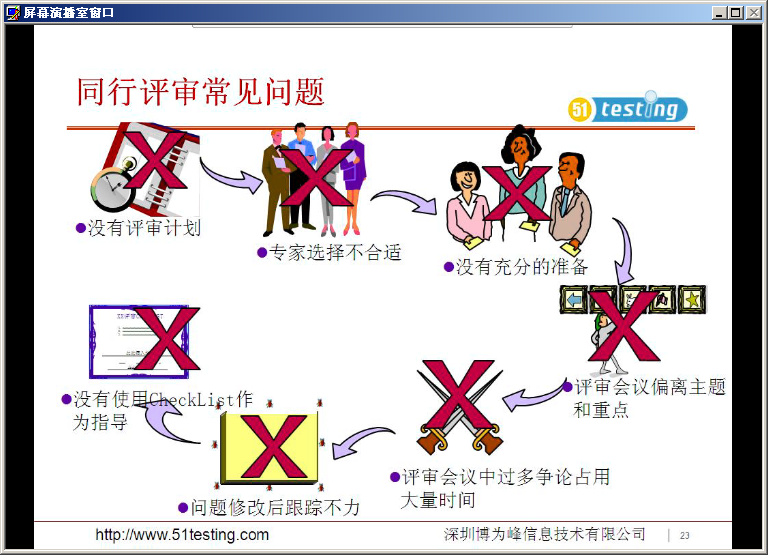 屏幕演播室窗口
同行评审常见问题
51 testing
没有评审计划
专家选择不合适
没有充分的准备
评审会议偏离主题
和重点
评审会议中过多争论占用
大量时间
问题修改后跟踪不力
没有使用CheckList作
为指导
http://www.51testing.com
深圳博为峰信息技术有限公司
23